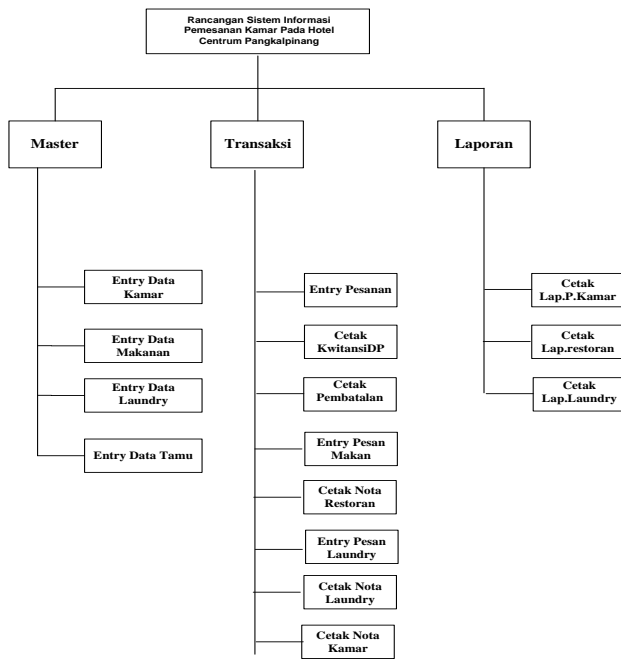 Rancangan Sistem Informasi
Pemesanan Kamar Pada Hotel
Centrum Pangkalpinang
Master
Transaksi
Laporan
Entry Data
Kamar
Entry Data
Makanan
Entry Data
Laundry
Entry Data Tamu
Entry Pesanan
Cetak
KwitansiDP
Cetak
Pembatalan
Entry Pesan
Makan
Cetak Nota
Restoran
Entry Pesan
Laundry
Cetak Nota
Laundry
Cetak Nota
Kamar
Cetak
Lap.P.Kamar
Cetak
Lap.restoran
Cetak
Lap.Laundry